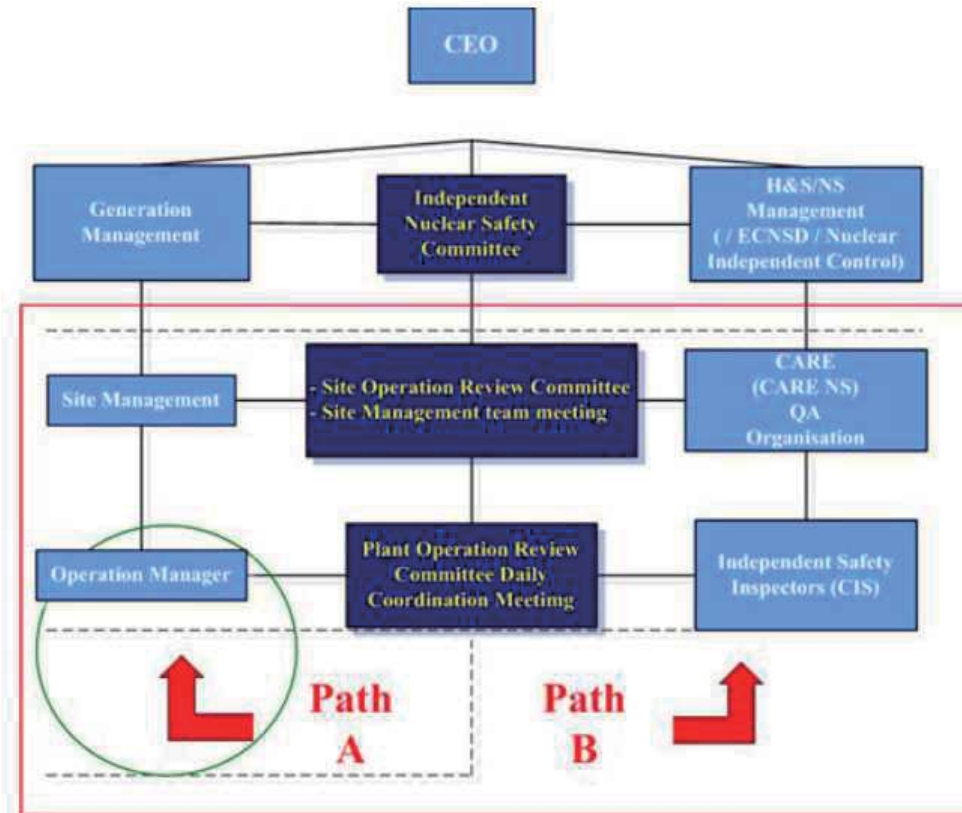 CEO
Generation
Management
Independent
Nuclear Safety
Committee
H&S/NS
Management
( / ECNSD / Nuclear
Independent Control)
Site Management
- Site Operation Review Committee
- Site Management team meeting
CARE
(CARE NS)
QA
Organisation
Operation Manager
Plant Operation Review
Committee Daily
Coordination Meetimg
Independent Safety
Inspectors (CIS)
Path
A
Path
B